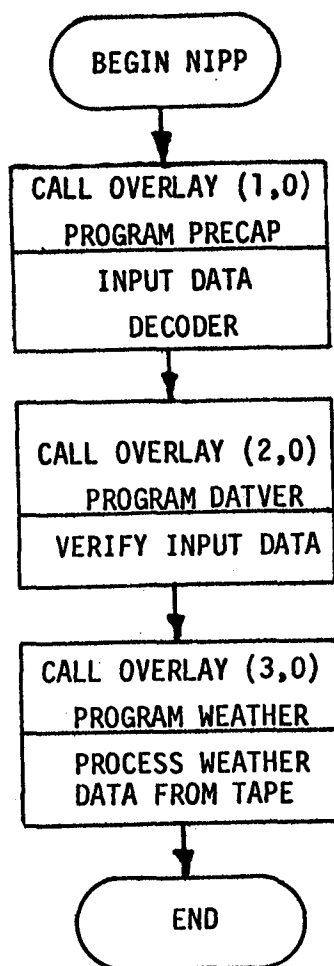 BEGIN NIPP
CALL OVERLAY (1,0)
PROGRAM PRECAP
INPUT DATA
DECODER
CALL OVERLAY (2,0)
PROGRAM DATVER
VERIFY INPUT DATA
CALL OVERLAY (3,0)
PROGRAM WEATHER
PROCESS WEATHER
DATA FROM TAPE
END